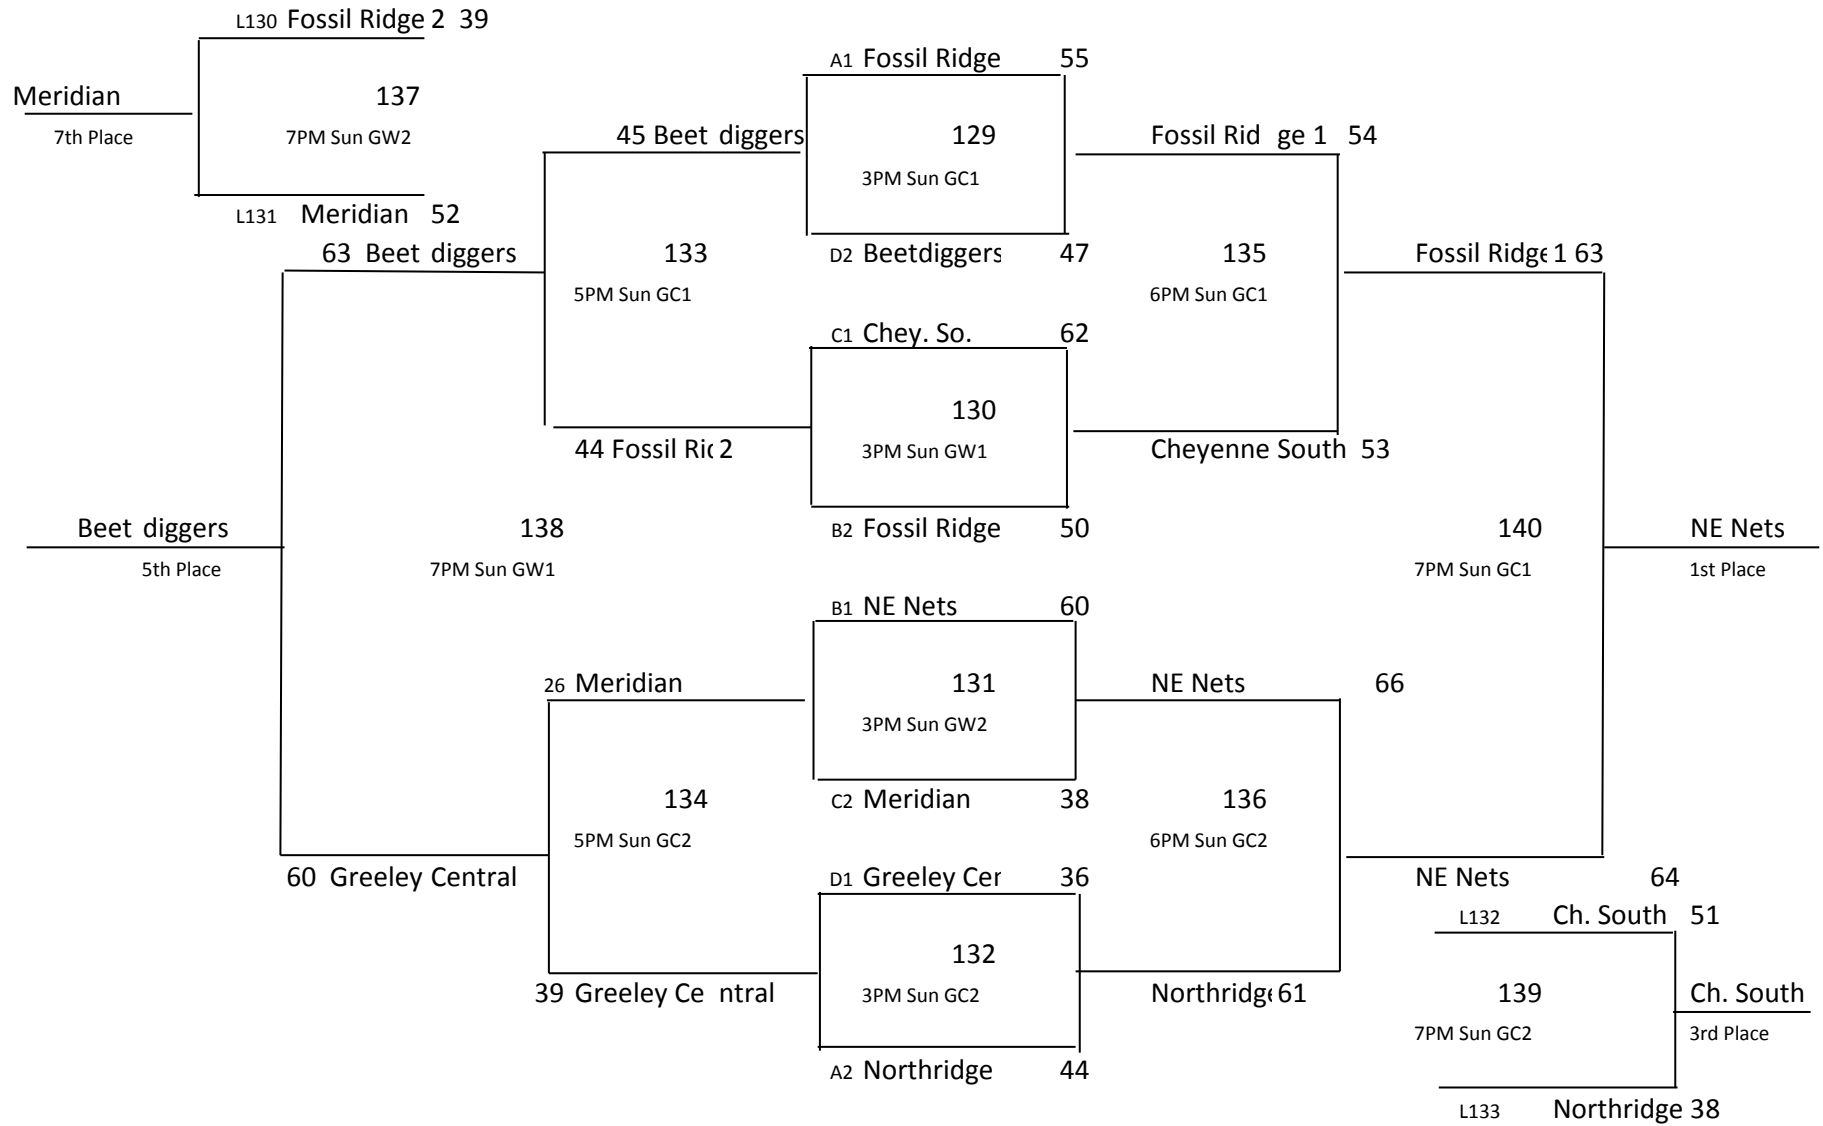 L130 Fossil Ridge 2 39
A1 Fossil Ridge 55
Meridian 137
7th Place 7PM Sun GW2 45 Beet diggers 129 Fossil Rid ge 1 54
3PM Sun GC1
L131 Meridian 52
63 Beet diggers 133 D2 Beetdiggers 47 135 Fossil Ridge 1 63
5PM Sun GC1 6PM Sun GC1
C1 Chey. So. 62
130
44 Fossil Ric 2 3PM Sun GW1 Cheyenne South 53
Beet diggers 138 B2 Fossil Ridge 50 140 NE Nets
5th Place 7PM Sun GW1 7PM Sun GC1 1st Place
B1 NE Nets 60
26 Meridian 131 NE Nets 66
3PM Sun GW2
134 C2 Meridian 38 136
5PM Sun GC2 6PM Sun GC2
60 Greeley Central D1 Greeley Cer 36 NE Nets 64
L132 Ch. South 51
132
39 Greeley Ce ntral 3PM Sun GC2 Northridge 61 139 Ch. South
7PM Sun GC2 3rd Place
A2 Northridge 44
L133 Northridge 38